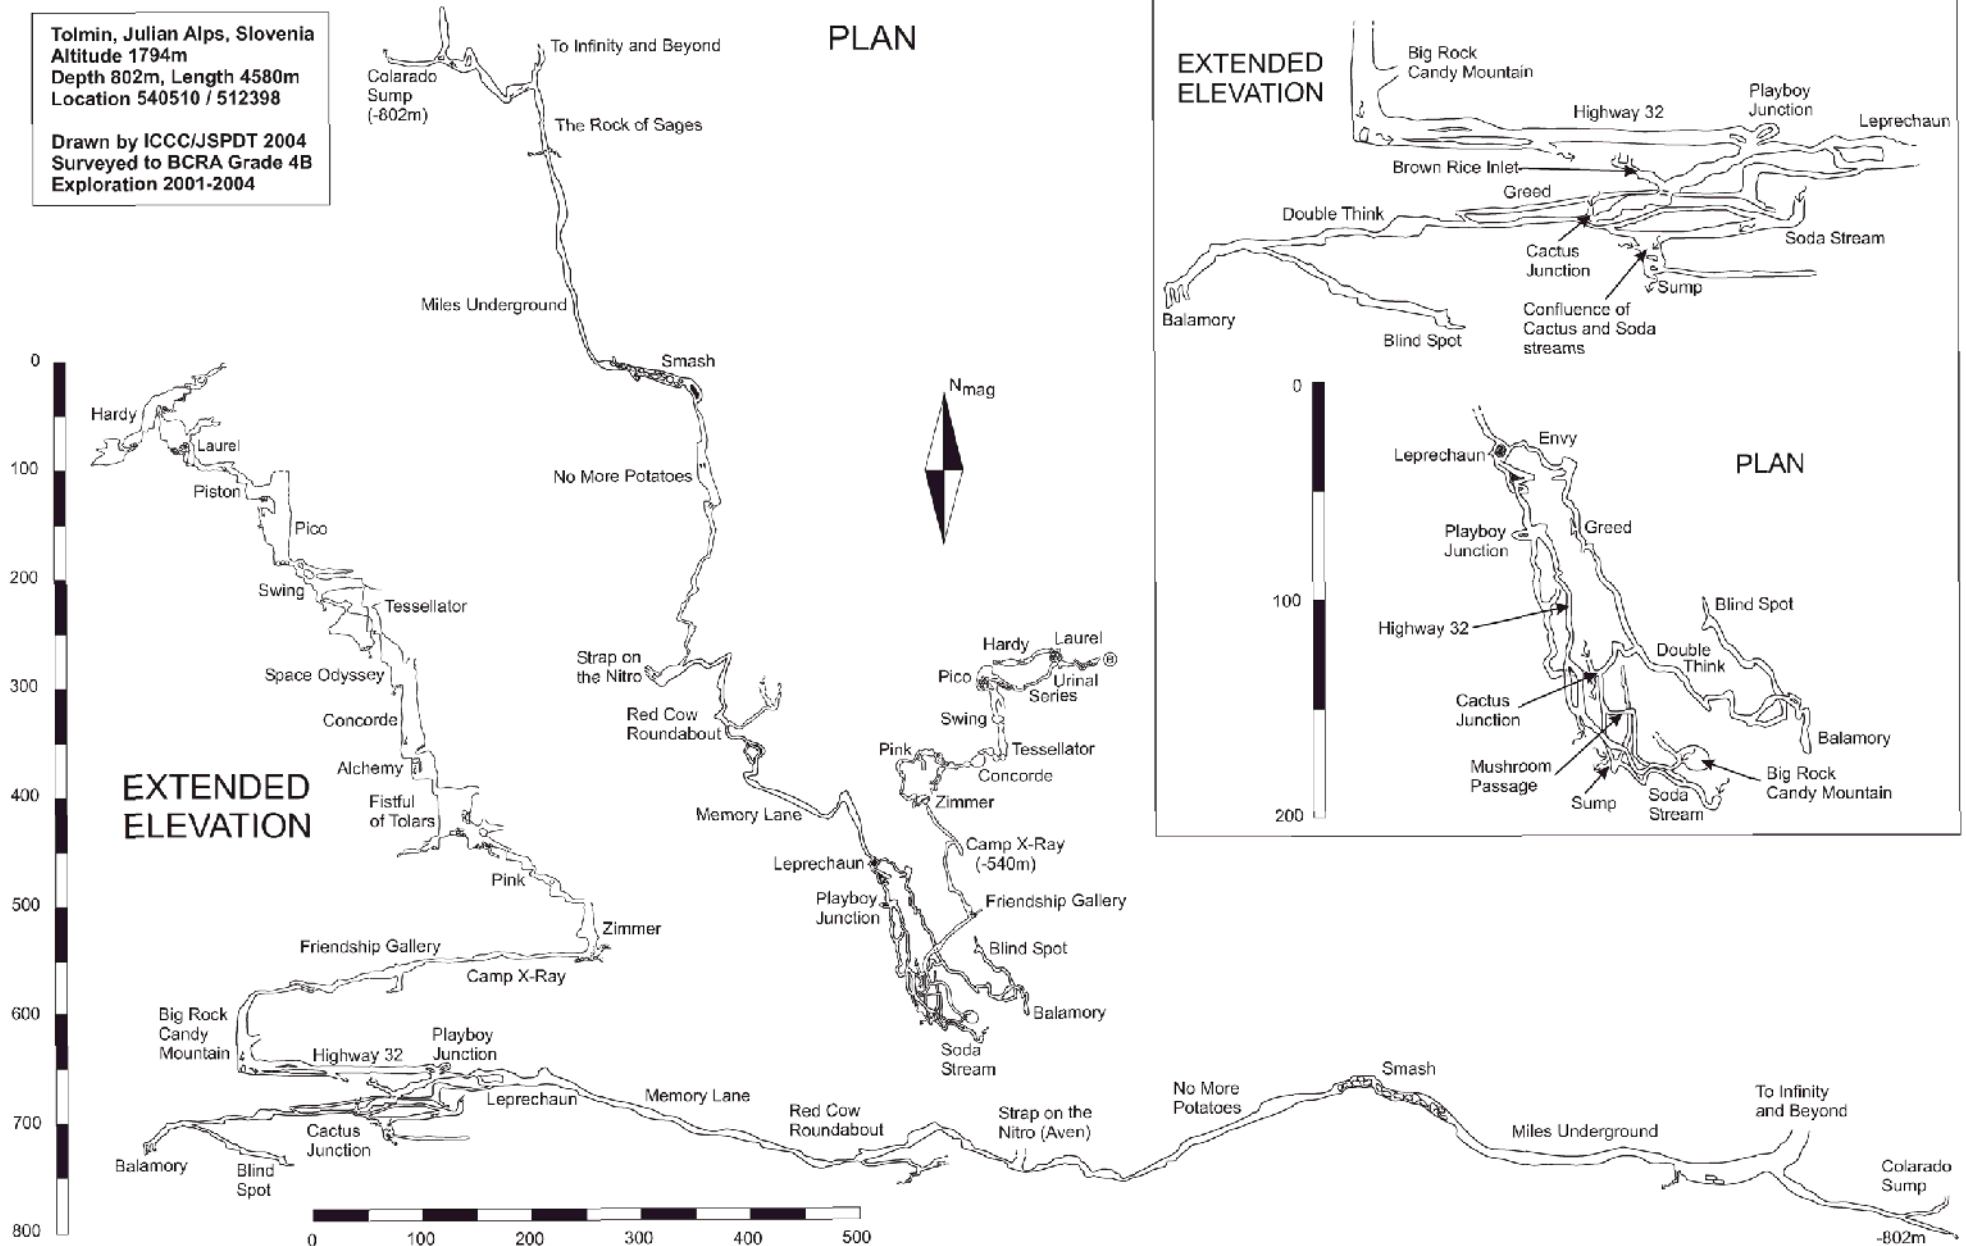 Tolmin, Julian Alps, Slovenia
Altitude 1794m
Depth 802m, Length 4580m
Location 540510 / 512398
Drawn by ICCC/JSPDT 2004
Surveyed to BCRA Grade 4B
Exploration 2001-2004
PLAN
To Infinity and Beyond
Colarado
Sump
(-802m)
The Rock of Sages
Miles Underground
Smash
No More Potatoes
Strap on
the Nitro
Red Cow
Roundabout
Memory Lane
Leprechaun
Playboy
Junction
Hardy
Laurel
Pico
Urinal
Series
Swing
Pink
Tessellator
Concorde
Zimmer
Camp X-Ray
(-540m)
Friendship Gallery
Blind Spot
Balamory
Soda
Stream
Nmag
B
EXTENDED
ELEVATION
0
100
200
300
400
500
600
700
800
Hardy
Laurel
Piston
Pico
Swing
Tessellator
Space Odyssey
Concorde
Alchemy
Fistful
of Tolars
Pink
Zimmer
Friendship Gallery
Camp X-Ray
Big Rock
Candy
Mountain
Highway 32
Playboy
Junction
Leprechaun
Cactus
Junction
Balamory
Blind
Spot
Memory Lane
Red Cow
Roundabout
Strap on the
Nitro (Aven)
No More
Potatoes
Smash
Miles Underground
To Infinity
and Beyond
Colarado
Sump
-802m
0
100
200
300
400
500
EXTENDED
ELEVATION
Big Rock
Candy Mountain
Highway 32
Playboy
Junction
Leprechaun
Brown Rice Inlet
Greed
Double Think
Cactus
Junction
Soda Stream
Sump
Confluence of
Cactus and Soda
streams
Balamory
Blind Spot
PLAN
0
100
200
Envy
Leprechaun
Playboy
Junction
Greed
Highway 32
Blind Spot
Double
Think
Cactus
Junction
Balamory
Mushroom
Passage
Sump
Soda
Stream
Big Rock
Candy Mountain